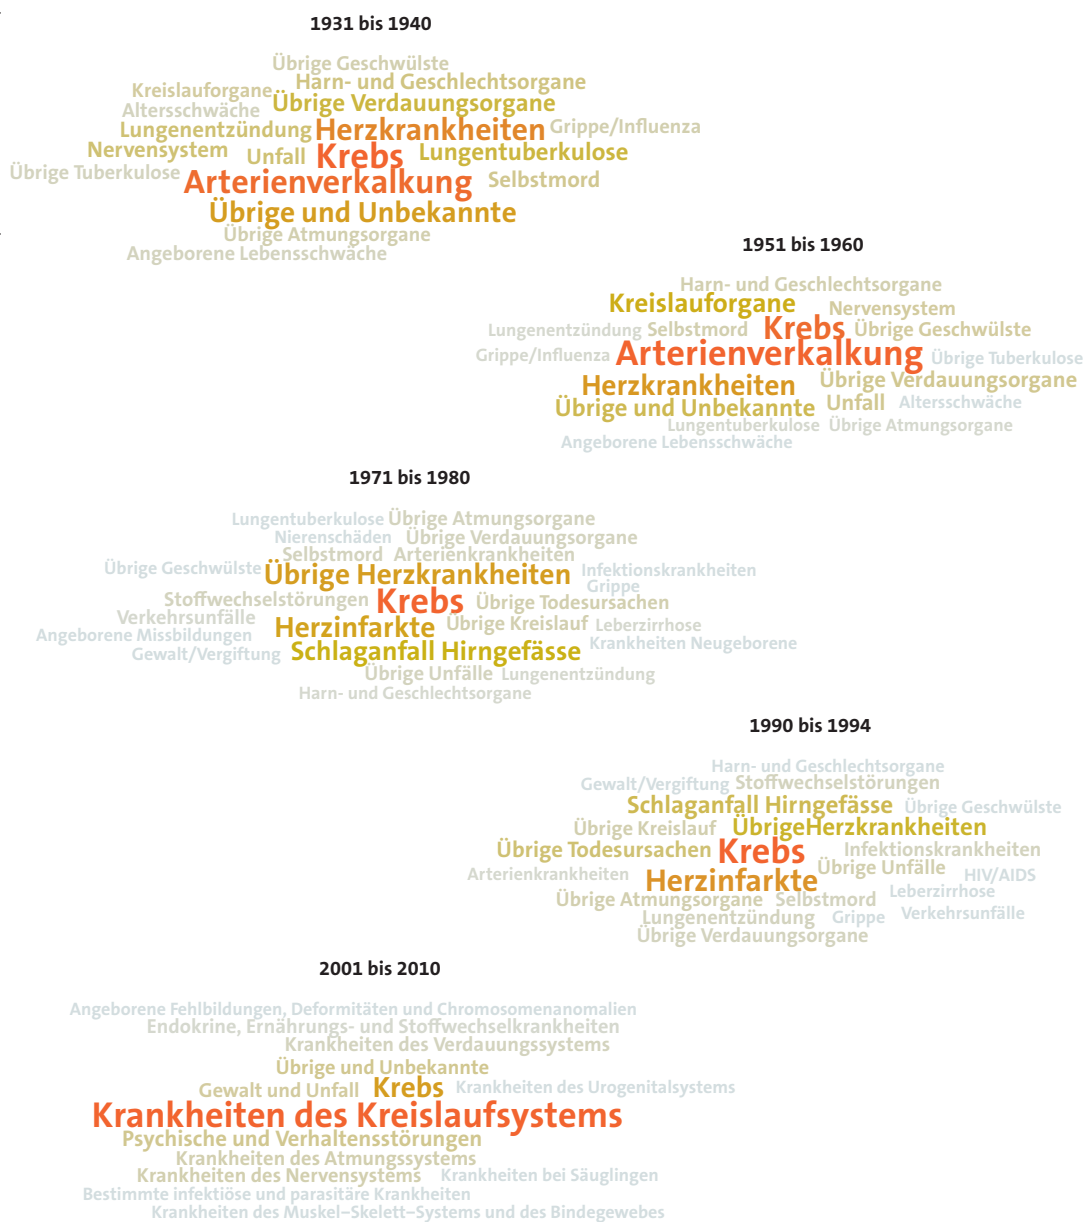 1931 bis 1940
Übrige Geschwülste
Harn- und Geschlechtsorgane
Kreislauforgane
Übrige Verdauungsorgane
Altersschwäche
Lungenentzündung Herzkrankheiten Grippe/Influenza
Nervensystem Unfall Krebs Lungentuberkulose
Übrige Tuberkulose Arterienverkalkung Selbstmord
Übrige und Unbekannte
Übrige Atmungsorgane
Angeborene Lebensschwäche
1951 bis 1960
Harn- und Geschlechtsorgane
Kreislauforgane Nervensystem
Lungenentzündung Selbstmord Krebs Übrige Geschwülste
Grippe/Influenza Arterienverkalkung Übrige Tuberkulose
Herzkrankheiten Übrige Verdauungsorgane
Übrige und Unbekannte Unfall Altersschwäche
Lungentuberkulose Übrige Atmungsorgane
Angeborene Lebensschwäche
1971 bis 1980
Lungentuberkulose Übrige Atmungsorgane
Nierenschäden Übrige Verdauungsorgane
Selbstmord Arterienkrankheiten
Übrige Geschwülste Übrige Herzkrankheiten Infektionskrankheiten
Grippe
Stoffwechselstörungen Krebs Übrige Todesursachen
Verkehrsunfälle
Herzinfarkte Übrige Kreislauf Leberzirrhose
Angeborene Missbildungen
Gewalt/Vergiftung Schlaganfall Hirngefässe Krankheiten Neugeborene
Übrige Unfälle Lungenentzündung
Harn- und Geschlechtsorgane
1990 bis 1994
Harn- und Geschlechtsorgane
Gewalt/Vergiftung Stoffwechselstörungen
Schlaganfall Hirngefässe Übrige Geschwülste
Übrige Kreislauf ÜbrigeHerzkrankheiten
Übrige Todesursachen Krebs Infektionskrankheiten
Arterienkrankheiten Herzinfarkte Übrige Unfälle HIV/AIDS
Übrige Atmungsorgane Selbstmord Leberzirrhose
Lungenentzündung Grippe Verkehrsunfälle
Übrige Verdauungsorgane
2001 bis 2010
Angeborene Fehlbildungen, Deformitäten und Chromosomenanomalien
Endokrine, Ernährungs- und Stoffwechselkrankheiten
Krankheiten des Verdauungssystems
Übrige und Unbekannte
Gewalt und Unfall Krebs Krankheiten des Urogenitalsystems
Krankheiten des Kreislaufsystems
Psychische und Verhaltensstörungen
Krankheiten des Atmungssystems
Krankheiten des Nervensystems Krankheiten bei Säuglingen
Bestimmte infektiöse und parasitäre Krankheiten
Krankheiten des Muskel–Skelett–Systems und des Bindegewebes